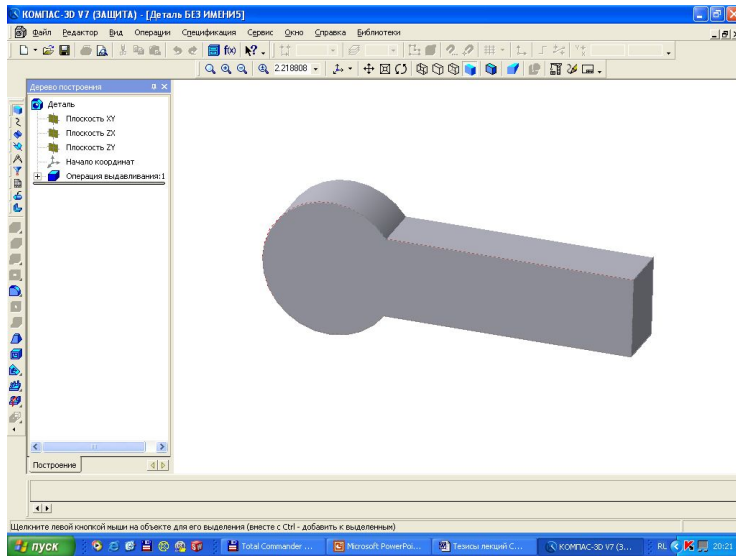 КОМПАС-3D V7 (ЗАЩИТА) - [Деталь БЕЗ ИМЕНИ5]
Файл Редактор Вид Операции Спецификация Сервис Окно Справка Библиотеки
2.218808
Дерево построения
Деталь
Плоскость XY
Плоскость ZX
Плоскость ZY
Начало координат
Операция выдавливания:1
Построение
Щелкните левой кнопкой мыши на объекте для его выделения (вместе с Ctrl - добавить к выделенным)
пуск Total Commander ... Microsoft PowerPoi... Тезисы лекций С... КОМПАС-3D V7 (З... RL 20:21